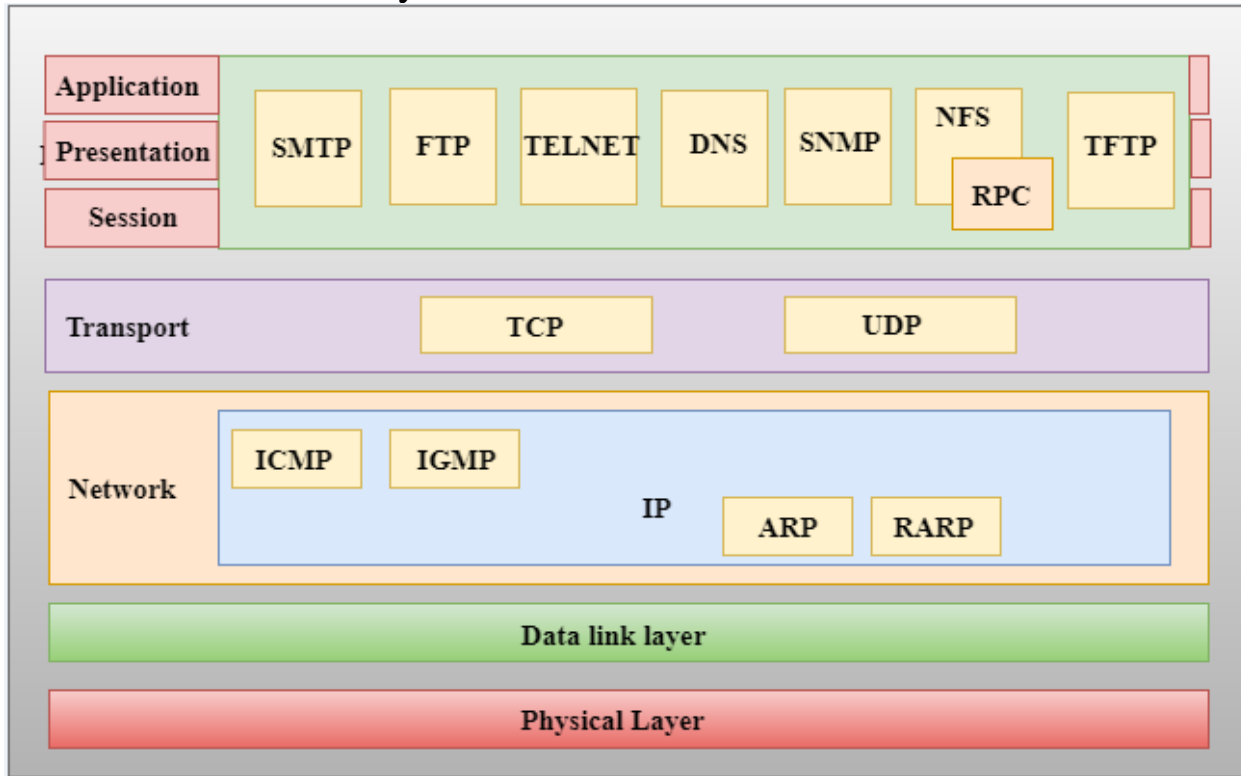 Application
Presentation
Session
SMTP FTP TELNET DNS SNMP NFS RPC TFTP
Transport TCP UDP
Network
ICMP IGMP
IP
ARP RARP
Data link layer
Physical Layer